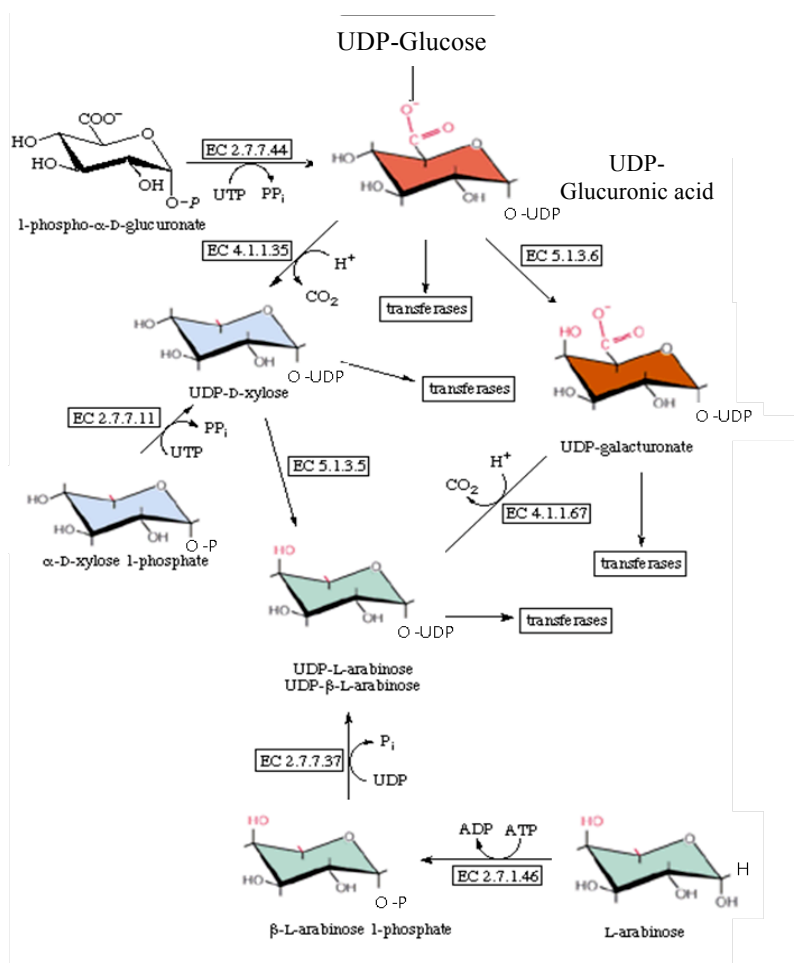 UDP-Glucose
O⁻
C
O
COO⁻
O
HO
HO
OH
O-P
1-phospho-α-D-glucuronate
EC 2.7.7.44
UTP
PPi
HO
HO
O
OH
O -UDP
UDP-
Glucuronic acid
EC 4.1.1.35
H⁺
CO₂
EC 5.1.3.6
transferases
HO
HO
O
OH
O -UDP
UDP-D-xylose
transferases
O⁻
HO
C
O
O
HO
OH
O -UDP
UDP-galacturonate
EC 2.7.7.11
PPi
UTP
EC 5.1.3.5
H⁺
CO₂
EC 4.1.1.67
transferases
HO
HO
O
OH
O -P
α-D-xylose 1-phosphate
HO
O
HO
OH
O -UDP
transferases
UDP-L-arabinose
UDP-β-L-arabinose
EC 2.7.7.37
Pi
UDP
HO
O
HO
OH
O -P
β-L-arabinose 1-phosphate
ADP
ATP
EC 2.7.1.46
HO
O
HO
OH
H
OH
L-arabinose